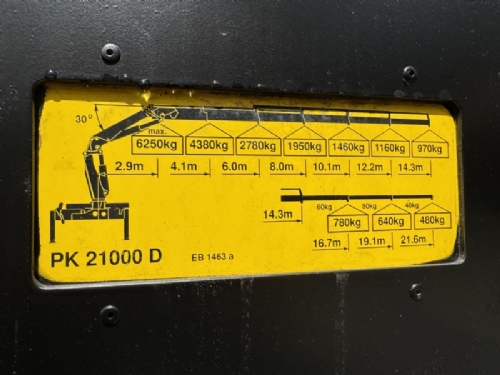 30°
max.
6250kg 4380kg 2780kg 1950kg 1460kg 1160kg 970kg
2.9m 4.1m 6.0m 8.0m 10.1m 12.2m 14.3m
60kg 50kg 40kg
14.3m
780kg 640kg 480kg
16.7m 19.1m 21.6m
PK 21000 D EB 1463 a